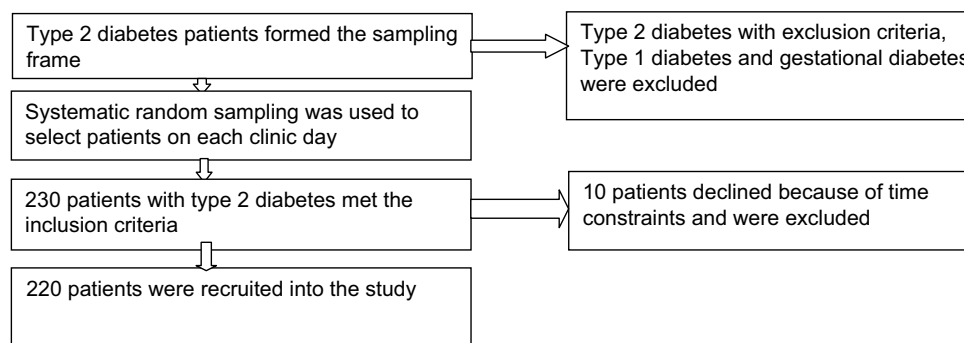 Type 2 diabetes patients formed the sampling
frame
Type 2 diabetes with exclusion criteria,
Type 1 diabetes and gestational diabetes
were excluded
Systematic random sampling was used to
select patients on each clinic day
230 patients with type 2 diabetes met the
inclusion criteria
10 patients declined because of time
constraints and were excluded
220 patients were recruited into the study